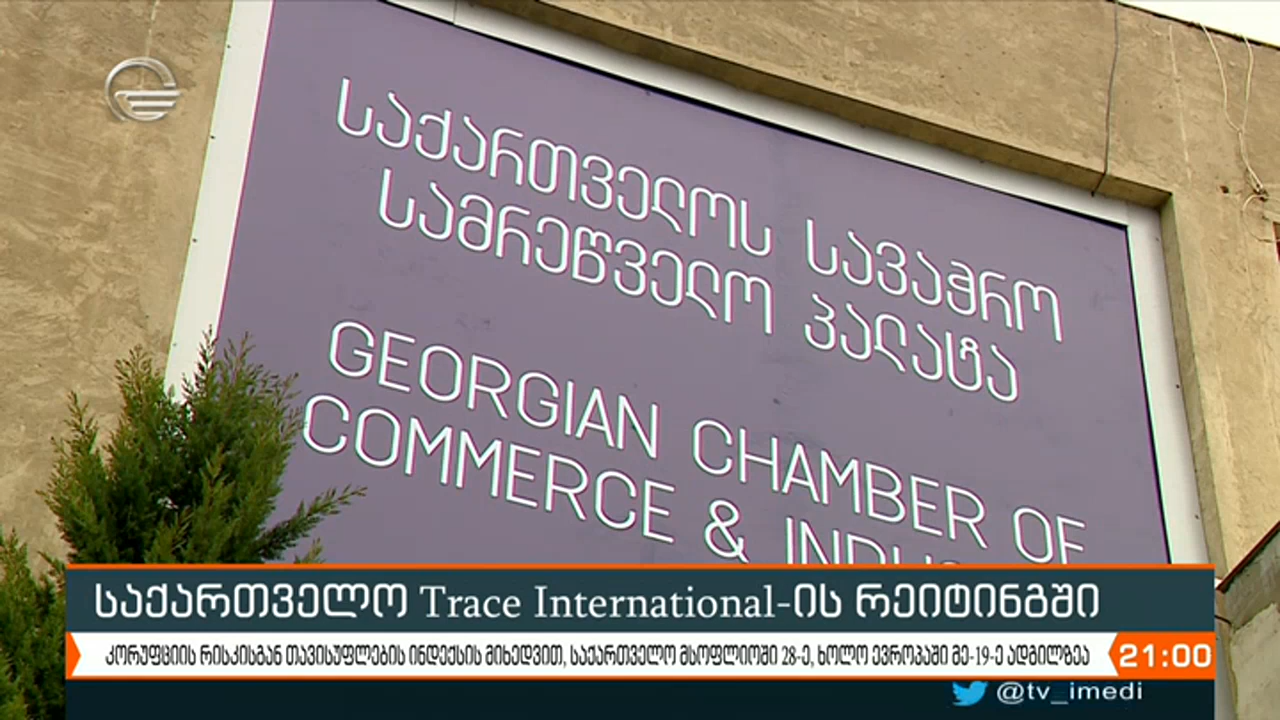 საქართველოს სავაჭრო
სამრეწველო პალატა
GEORGIAN CHAMBER OF
COMMERCE &
საქართველო Trace International-ის რეიტინგში
კორუფციის რისკისგან თავისუფლების ინდექსის მიხედვით, საქართველო მსოფლიოში 28-ე, ხოლო ევროპაში მე-19-ე ადგილზეა
21:00
@tv_imedi